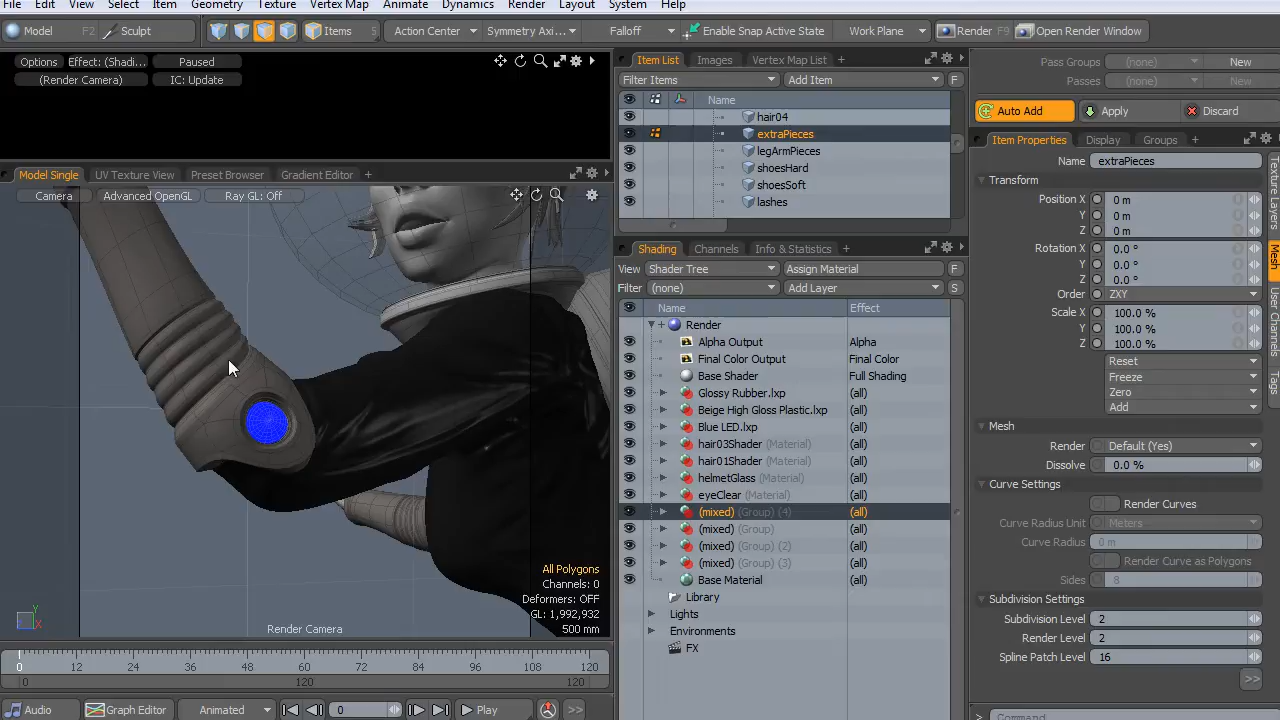 File Edit View Select Item Geometry Texture Vertex Map Animate Dynamics Render Layout System Help
Model F2 Sculpt Items 5 Action Center Symmetry Axi... Falloff Enable Snap Active State Work Plane Render F9 Open Render Window
Options Effect: (Shadi... Paused
(Render Camera) IC: Update
Model Single UV Texture View Preset Browser Gradient Editor +
Camera Advanced OpenGL Ray GL: Off
All Polygons
Channels: 0
Deformers: OFF
GL: 1,992,932
500 mm
Render Camera
Y
X
0 12 24 36 48 60 72 84 96 108 120
0 120 120
Audio Graph Editor Animated 0 Play >>
Item List Images Vertex Map List +
Filter Items Add Item F
Name
hair04
extraPieces
legArmPieces
shoesHard
shoesSoft
lashes
Shading Channels Info & Statistics +
View Shader Tree Assign Material F
Filter (none) Add Layer S
Name Effect
Render
Alpha Output Alpha
Final Color Output Final Color
Base Shader Full Shading
Glossy Rubber.lxp (all)
Beige High Gloss Plastic.lxp (all)
Blue LED.lxp (all)
hair03Shader (Material) (all)
hair01Shader (Material) (all)
helmetGlass (Material) (all)
eyeClear (Material) (all)
(mixed) (Group) (4) (all)
(mixed) (Group) (all)
(mixed) (Group) (2) (all)
(mixed) (Group) (3) (all)
Base Material (all)
Library
Lights
Environments
FX
Pass Groups (none) New
Passes (none) New
Auto Add Apply Discard
Item Properties Display Groups +
Name extraPieces
Transform
Position X 0 m
Y 0 m
Z 0 m
Rotation X 0.0 °
Y 0.0 °
Z 0.0 °
Order ZXY
Scale X 100.0 %
Y 100.0 %
Z 100.0 %
Reset
Freeze
Zero
Add
Mesh
Render Default (Yes)
Dissolve 0.0 %
Curve Settings
Render Curves
Curve Radius Unit Meters
Curve Radius 0 m
Render Curve as Polygons
Sides 8
Subdivision Settings
Subdivision Level 2
Render Level 2
Spline Patch Level 16
>>
Command
Texture Layers
Mesh
User Channels
Tags